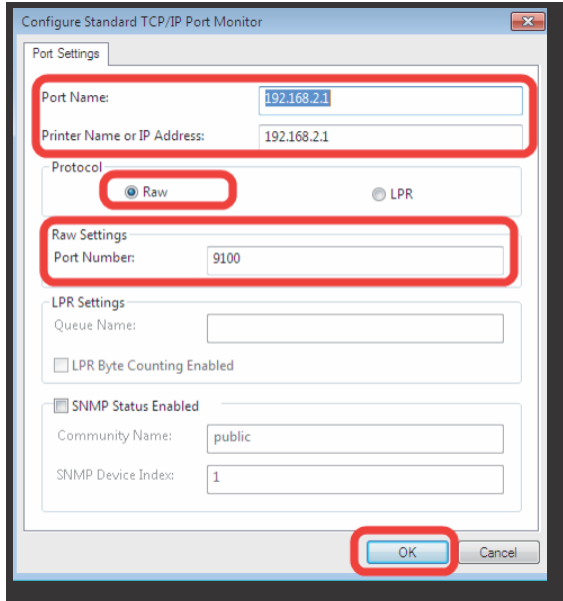 Configure Standard TCP/IP Port Monitor
Port Settings
Port Name: 192.168.2.1
Printer Name or IP Address: 192.168.2.1
Protocol
Raw LPR
Raw Settings
Port Number: 9100
LPR Settings
Queue Name:
LPR Byte Counting Enabled
SNMP Status Enabled
Community Name: public
SNMP Device Index: 1
OK Cancel